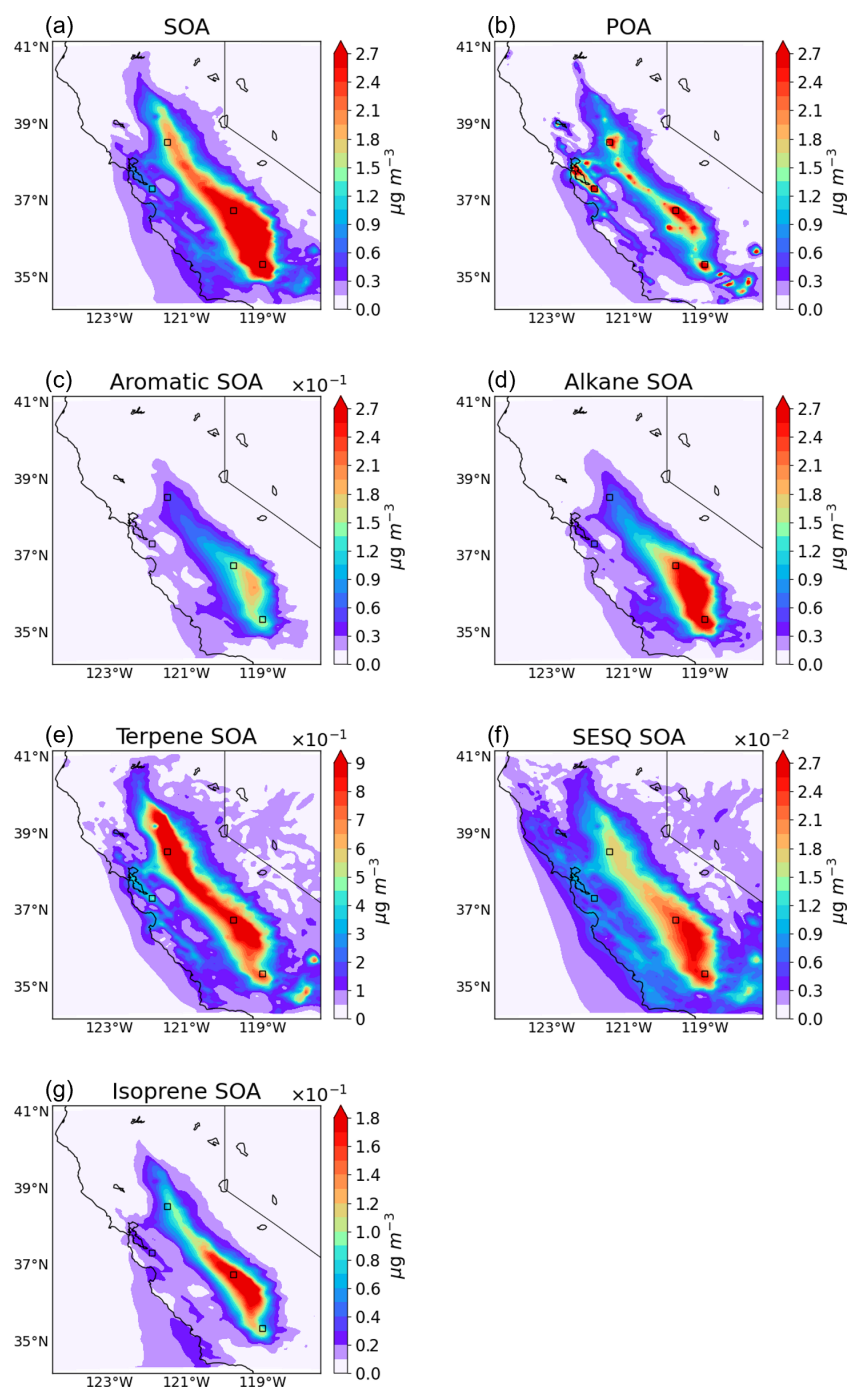 (a) SOA
41°N
39°N
37°N
35°N
123°W 121°W 119°W
2.7
2.4
2.1
1.8
1.5
1.2
0.9
0.6
0.3
0.0
μg m⁻³
(b) POA
41°N
39°N
37°N
35°N
123°W 121°W 119°W
2.7
2.4
2.1
1.8
1.5
1.2
0.9
0.6
0.3
0.0
μg m⁻³
(c) Aromatic SOA ×10⁻¹
41°N
39°N
37°N
35°N
123°W 121°W 119°W
2.7
2.4
2.1
1.8
1.5
1.2
0.9
0.6
0.3
0.0
μg m⁻³
(d) Alkane SOA
41°N
39°N
37°N
35°N
123°W 121°W 119°W
2.7
2.4
2.1
1.8
1.5
1.2
0.9
0.6
0.3
0.0
μg m⁻³
(e) Terpene SOA ×10⁻¹
41°N
39°N
37°N
35°N
123°W 121°W 119°W
9
8
7
6
5
4
3
2
1
0
μg m⁻³
(f) SESQ SOA ×10⁻²
41°N
39°N
37°N
35°N
123°W 121°W 119°W
2.7
2.4
2.1
1.8
1.5
1.2
0.9
0.6
0.3
0.0
μg m⁻³
(g) Isoprene SOA ×10⁻¹
41°N
39°N
37°N
35°N
123°W 121°W 119°W
1.8
1.6
1.4
1.2
1.0
0.8
0.6
0.4
0.2
0.0
μg m⁻³